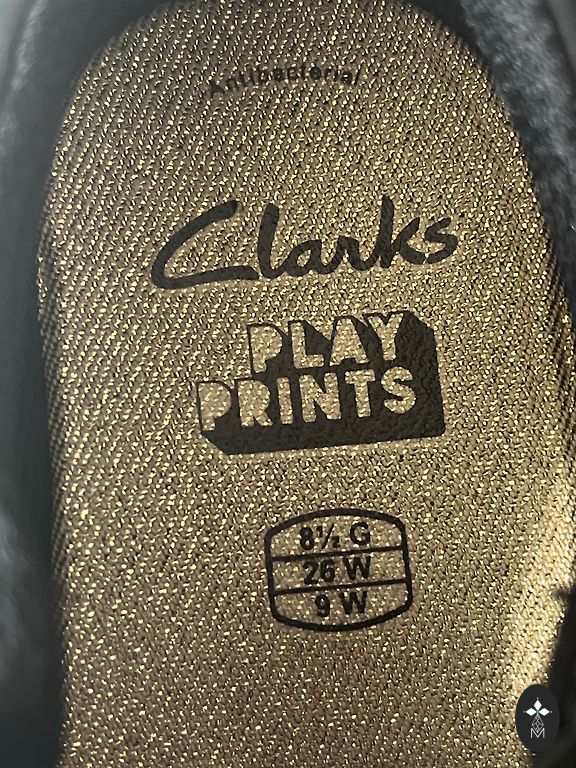 Antibacterial
Clarks
PLAY
PRINTS
8½ G
26 W
9 W